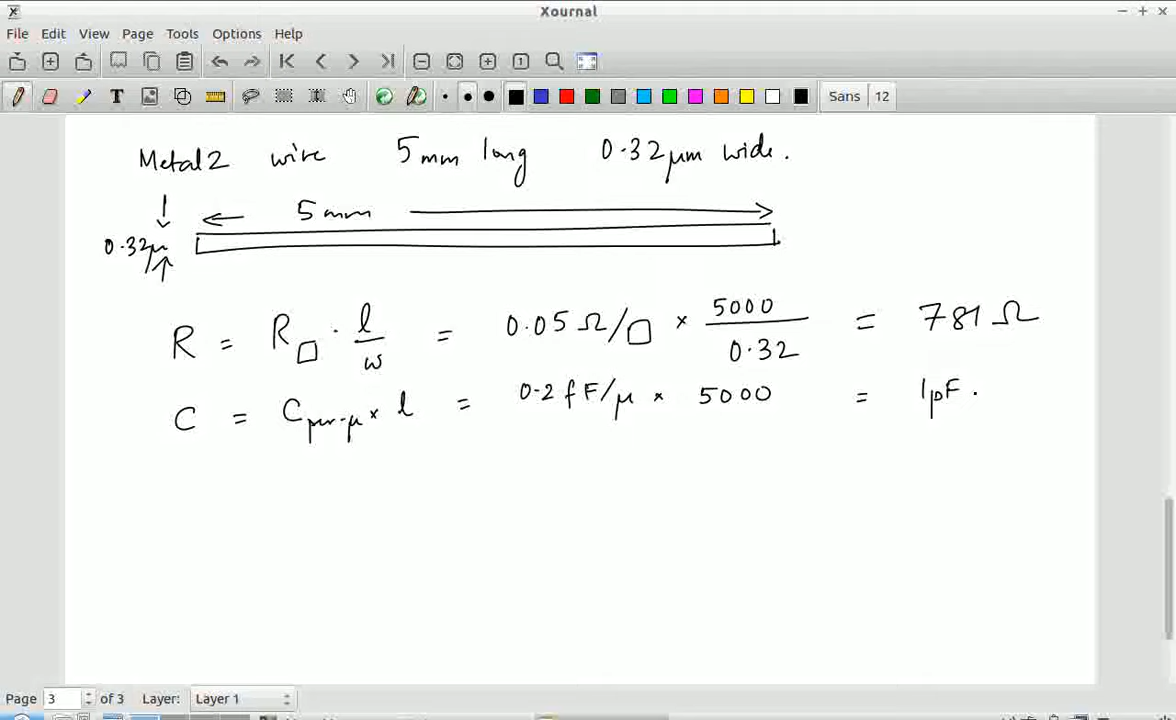 Xournal
File Edit View Page Tools Options Help
Sans 12
Metal2 wire 5mm long 0.32μm wide.
5mm
0.32μ
R = R□ · l/w = 0.05 Ω/□ × 5000/0.32 = 781 Ω
C = Cper-μ × l = 0.2 fF/μ × 5000 = 1pF.
Page 3 of 3 Layer: Layer 1